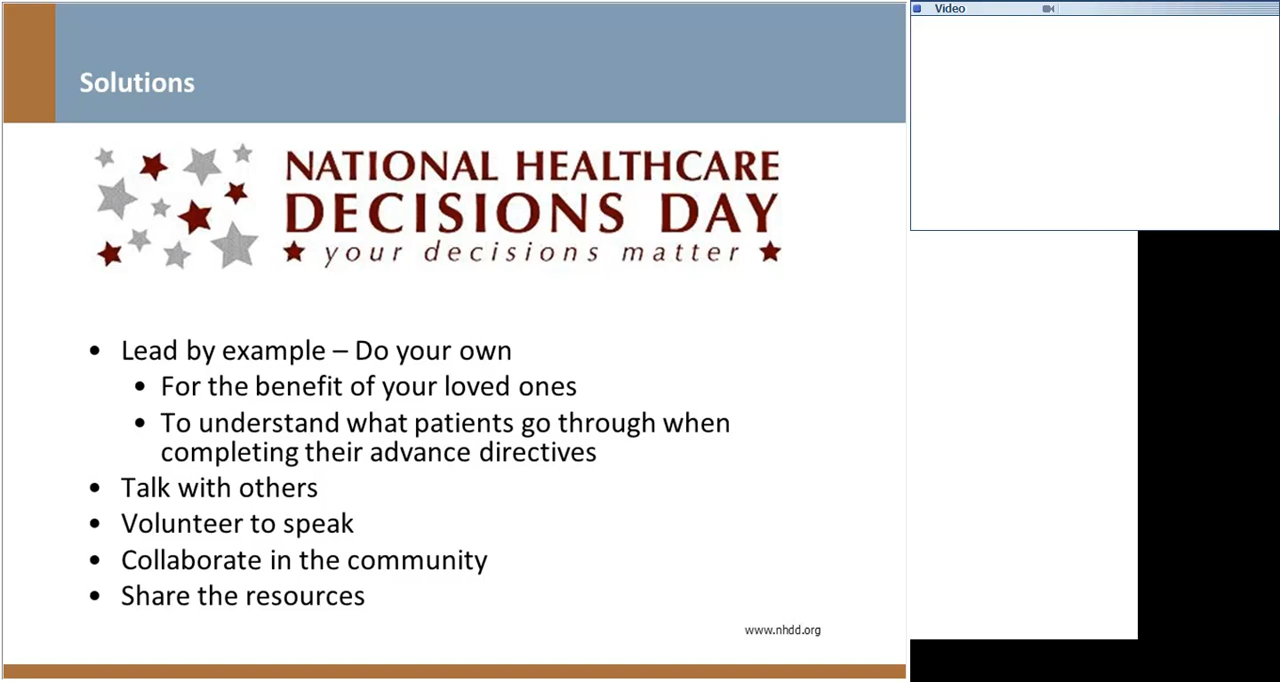 Solutions
NATIONAL HEALTHCARE
DECISIONS DAY
your decisions matter
• Lead by example – Do your own
• For the benefit of your loved ones
• To understand what patients go through when
completing their advance directives
• Talk with others
• Volunteer to speak
• Collaborate in the community
• Share the resources
www.nhdd.org
Video